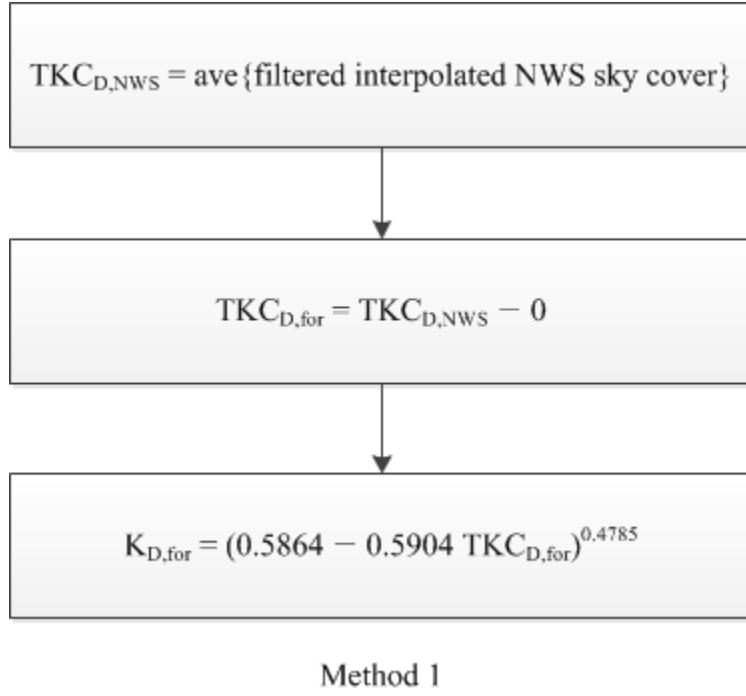 TKC_D,NWS = ave{filtered interpolated NWS sky cover}
TKC_D,for = TKC_D,NWS − 0
K_D,for = (0.5864 − 0.5904 TKC_D,for)^0.4785
Method 1